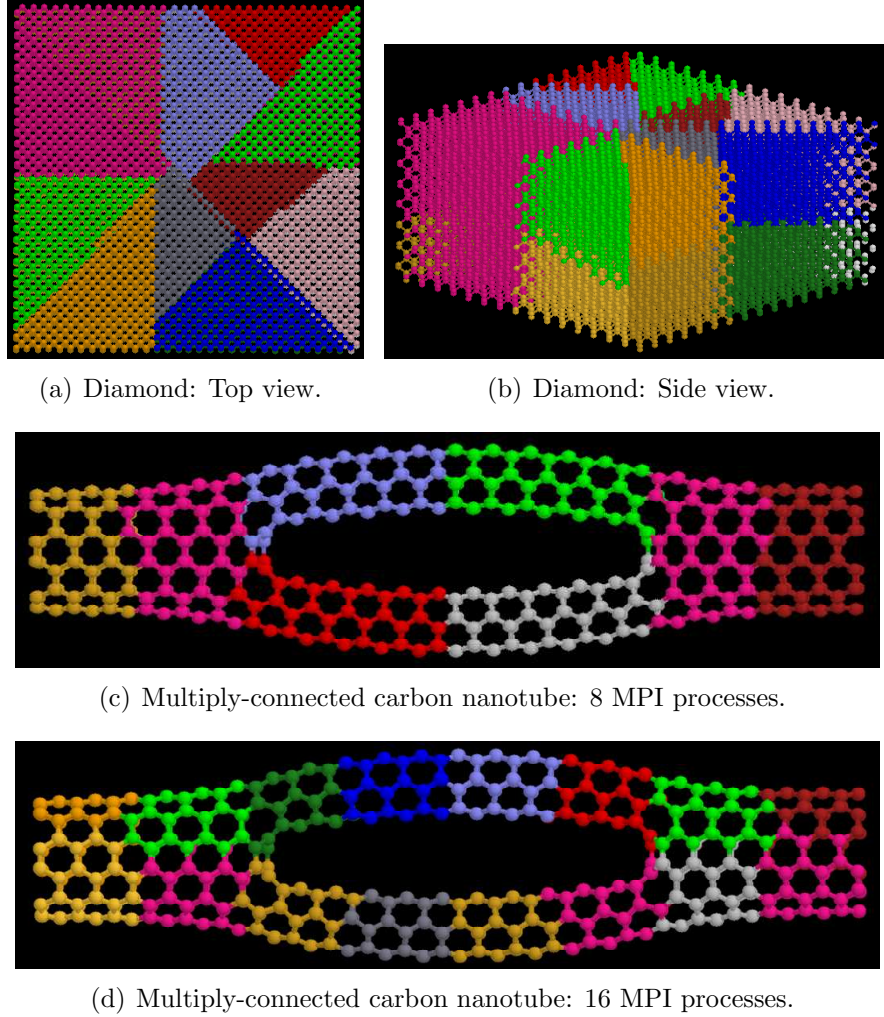 (a) Diamond: Top view.
(b) Diamond: Side view.
(c) Multiply-connected carbon nanotube: 8 MPI processes.
(d) Multiply-connected carbon nanotube: 16 MPI processes.